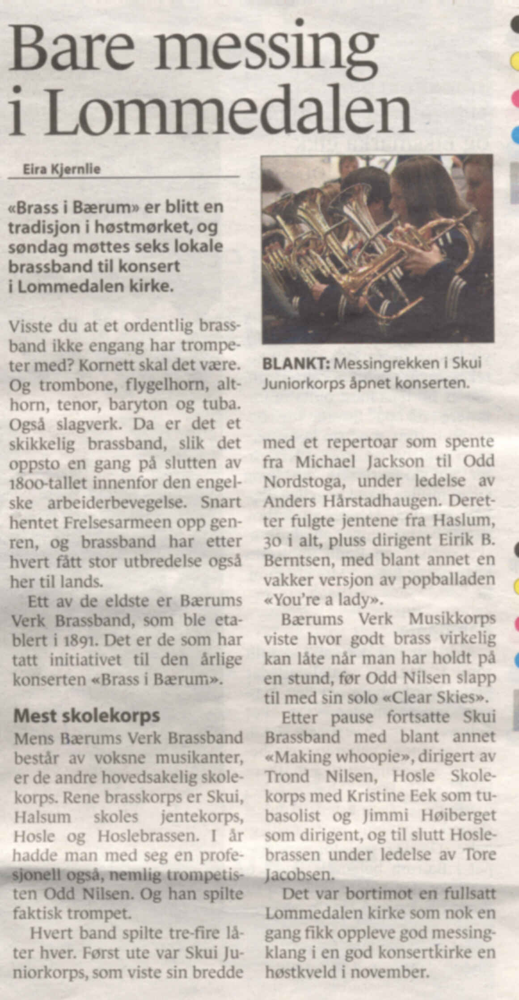 Bare messing
i Lommedalen
Eira Kjernlie
«Brass i Bærum» er blitt en
tradisjon i høstmørket, og
søndag møttes seks lokale
brassband til konsert
i Lommedalen kirke.
Visste du at et ordentlig brass-
band ikke engang har trompe-
ter med? Kornett skal det være.
Og trombone, flygelhorn, alt-
horn, tenor, baryton og tuba.
Også slagverk. Da er det et
skikkelig brassband, slik det
oppsto en gang på slutten av
1800-tallet innenfor den engel-
ske arbeiderbevegelse. Snart
hentet Frelsesarmeen opp gen-
ren, og brassband har etter
hvert fått stor utbredelse også
her til lands.
Ett av de eldste er Bærums
Verk Brassband, som ble eta-
blert i 1891. Det er de som har
tatt initiativet til den årlige
konserten «Brass i Bærum».
Mest skolekorps
Mens Bærums Verk Brassband
består av voksne musikanter,
er de andre hovedsakelig skole-
korps. Rene brasskorps er Skui,
Halsum skoles jentekorps,
Hosle og Hoslebrassen. I år
hadde man med seg en profe-
sjonell også, nemlig trompetis-
ten Odd Nilsen. Og han spilte
faktisk trompet.
Hvert band spilte tre-fire lå-
ter hver. Først ute var Skui Ju-
niorkorps, som viste sin bredde
BLANKT: Messingrekken i Skui
Juniorkorps åpnet konserten.
med et repertoar som spente
fra Michael Jackson til Odd
Nordstoga, under ledelse av
Anders Hårstadhaugen. Deret-
ter fulgte jentene fra Haslum,
30 i alt, pluss dirigent Eirik B.
Berntsen, med blant annet en
vakker versjon av popballaden
«You're a lady».
Bærums Verk Musikkorps
viste hvor godt brass virkelig
kan låte når man har holdt på
en stund, før Odd Nilsen slapp
til med sin solo «Clear Skies».
Etter pause fortsatte Skui
Brassband med blant annet
«Making whoopie», dirigert av
Trond Nilsen, Hosle Skole-
korps med Kristine Eek som tu-
basolist og Jimmi Høiberget
som dirigent, og til slutt Hosle-
brassen under ledelse av Tore
Jacobsen.
Det var bortimot en fullsatt
Lommedalen kirke som nok en
gang fikk oppleve god messing-
klang i en god konsertkirke en
høstkveld i november.